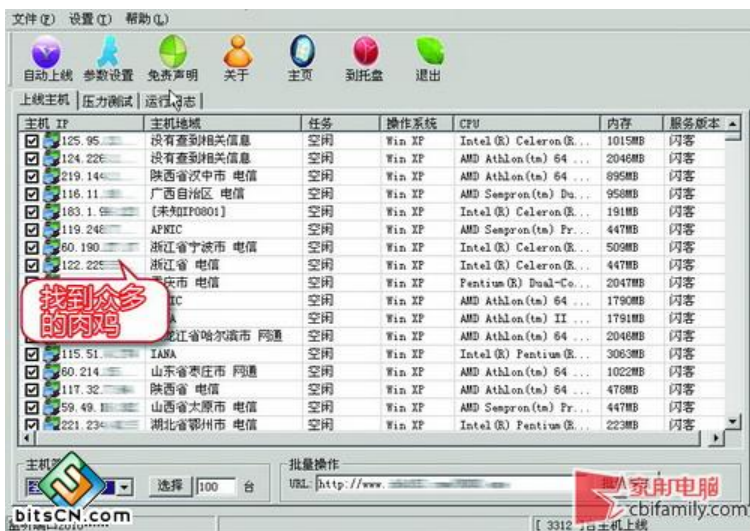 文件(F) 设置(T) 帮助(L)
自动上线 参数设置 免责声明 关于 主页 到托盘 退出
上线主机 压力测试 运行日志
主机 IP 主机地域 任务 操作系统 CPU 内存 服务版本
125.95. 没有查到相关信息 空闲 Win XP Intel(R) Celeron(R... 1015MB 闪客
124.226 没有查到相关信息 空闲 Win XP AMD Athlon(tm) 64 ... 2046MB 闪客
219.144 陕西省汉中市 电信 空闲 Win XP AMD Athlon(tm) 64 ... 895MB 闪客
116.11. 广西自治区 电信 空闲 Win XP AMD Sempron(tm) Du... 958MB 闪客
183.1. [未知IP0801] 空闲 Win XP Intel(R) Celeron(R... 191MB 闪客
119.248 APNIC 空闲 Win XP AMD Sempron(tm) Pr... 447MB 闪客
60.190. 浙江省宁波市 电信 空闲 Win XP Intel(R) Celeron(R... 509MB 闪客
122.225 浙江省 电信 空闲 Win XP Intel(R) Celeron(R... 447MB 闪客
庆市 电信 空闲 Win XP Pentium(R) Dual-Co... 2047MB 闪客
IC 空闲 Win XP AMD Athlon(tm) 64 ... 1790MB 闪客
A 空闲 Win XP AMD Athlon(tm) II ... 1791MB 闪客
龙江省哈尔滨市 网通 空闲 Win XP AMD Athlon(tm) 64 ... 2046MB 闪客
找到众多
的肉鸡
115.51. IANA 空闲 Win XP Intel(R) Pentium(R... 3063MB 闪客
60.214. 山东省枣庄市 网通 空闲 Win XP AMD Athlon(tm) 64 ... 1022MB 闪客
117.32. 陕西省 电信 空闲 Win XP AMD Athlon(tm) 64 ... 478MB 闪客
59.49. 山西省太原市 电信 空闲 Win XP AMD Sempron(tm) Pr... 447MB 闪客
221.234 湖北省鄂州市 电信 空闲 Win XP Intel(R) Pentium(R... 223MB 闪客
主机 批量操作
选择 100 台 URL: http://www.
家用电脑
cbifamily.com
bitsCN.com
[ 3312 ]台主机上线